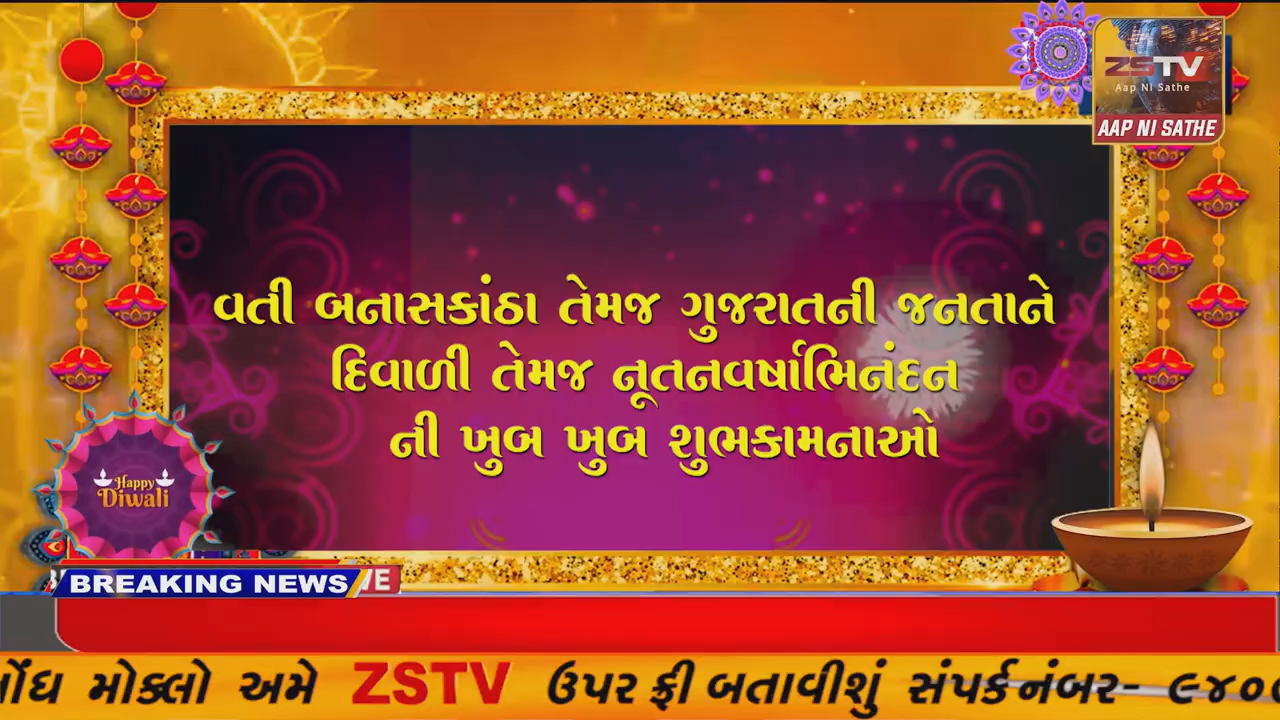 ZSTV
Aap Ni Sathe
AAP NI SATHE
વતી બનાસકાંઠા તેમજ ગુજરાતની જનતાને
દિવાળી તેમજ નૂતનવર્ષાભિનંદન
ની ખુબ ખુબ શુભકામનાઓ
Happy
Diwali
BREAKING NEWS
મોકલો અમે ZSTV ઉપર ફ્રી બતાવીશું સંપર્ક નંબર-